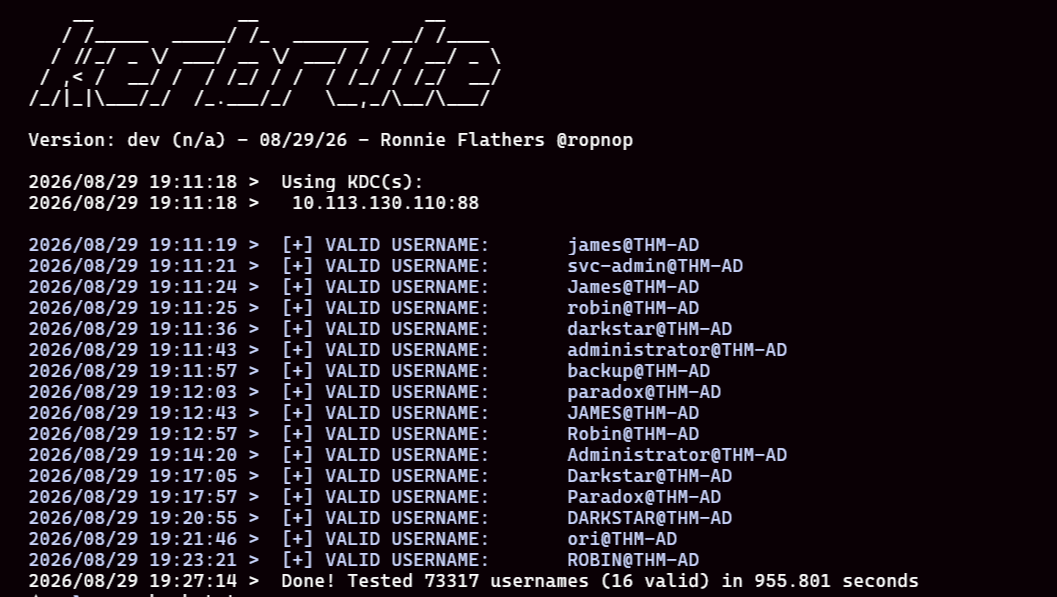 kerbrute
Version: dev (n/a) - 08/29/26 - Ronnie Flathers @ropnop
2026/08/29 19:11:18 >  Using KDC(s):
2026/08/29 19:11:18 >   10.113.130.110:88
2026/08/29 19:11:19 >  [+] VALID USERNAME:       james@THM-AD
2026/08/29 19:11:21 >  [+] VALID USERNAME:       svc-admin@THM-AD
2026/08/29 19:11:24 >  [+] VALID USERNAME:       James@THM-AD
2026/08/29 19:11:25 >  [+] VALID USERNAME:       robin@THM-AD
2026/08/29 19:11:36 >  [+] VALID USERNAME:       darkstar@THM-AD
2026/08/29 19:11:43 >  [+] VALID USERNAME:       administrator@THM-AD
2026/08/29 19:11:57 >  [+] VALID USERNAME:       backup@THM-AD
2026/08/29 19:12:03 >  [+] VALID USERNAME:       paradox@THM-AD
2026/08/29 19:12:43 >  [+] VALID USERNAME:       JAMES@THM-AD
2026/08/29 19:12:57 >  [+] VALID USERNAME:       Robin@THM-AD
2026/08/29 19:14:20 >  [+] VALID USERNAME:       Administrator@THM-AD
2026/08/29 19:17:05 >  [+] VALID USERNAME:       Darkstar@THM-AD
2026/08/29 19:17:57 >  [+] VALID USERNAME:       Paradox@THM-AD
2026/08/29 19:20:55 >  [+] VALID USERNAME:       DARKSTAR@THM-AD
2026/08/29 19:21:46 >  [+] VALID USERNAME:       ori@THM-AD
2026/08/29 19:23:21 >  [+] VALID USERNAME:       ROBIN@THM-AD
2026/08/29 19:27:14 >  Done! Tested 73317 usernames (16 valid) in 955.801 seconds